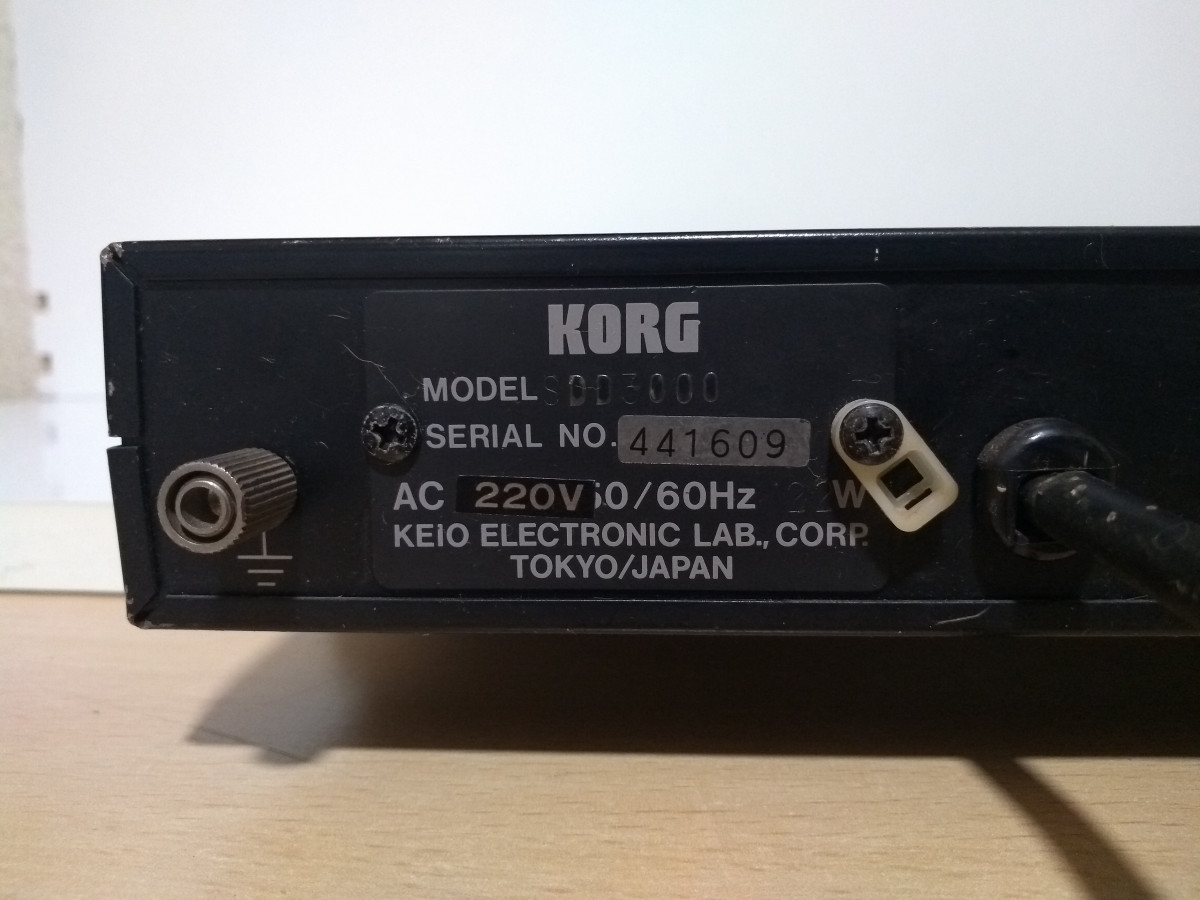 KORG
MODEL SDD3000
SERIAL NO. 441609
AC 220V 50/60Hz 22W
KEIO ELECTRONIC LAB., CORP.
TOKYO/JAPAN